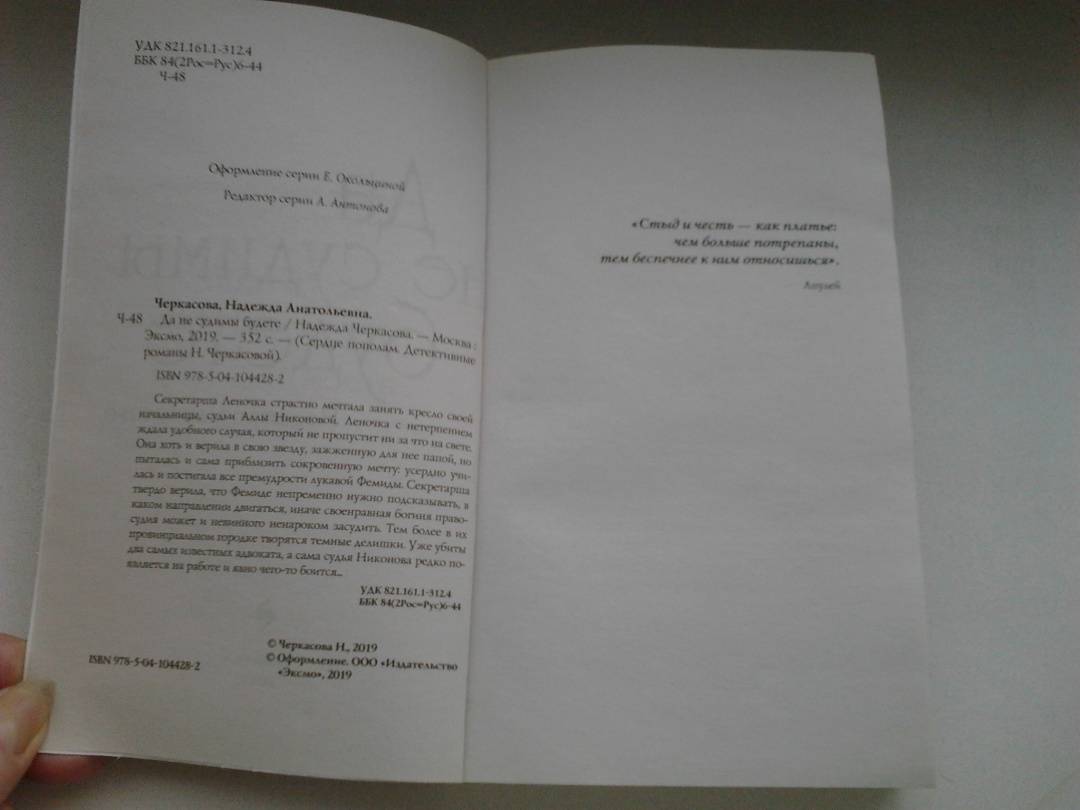 УДК 821.161.1-312.4
ББК 84(2Рос=Рус)6-44
Ч-48
Оформление серии Е. Окольциной
Редактор серии А. Антонова
Черкасова, Надежда Анатольевна.
Ч-48 Да не судимы будете / Надежда Черкасова. — Москва :
Эксмо, 2019. — 352 с. — (Сердце пополам. Детективные
романы Н. Черкасовой).
ISBN 978-5-04-104428-2
Секретарша Леночка страстно мечтала занять кресло своей
начальницы, судьи Аллы Никоновой. Леночка с нетерпением
ждала удобного случая, который не пропустит ни за что на свете.
Она хоть и верила в свою звезду, зажженную для нее папой, но
пыталась и сама приблизить сокровенную мечту: усердно учи-
лась и постигала все премудрости лукавой Фемиды. Секретарша
твердо верила, что Фемиде непременно нужно подсказывать, в
каком направлении двигаться, иначе своенравная богиня право-
судия может и невинного ненароком засудить. Тем более в их
провинциальном городке творятся темные делишки. Уже убиты
два самых известных адвоката, а сама судья Никонова редко по-
является на работе и явно чего-то боится...
УДК 821.161.1-312.4
ББК 84(2Рос=Рус)6-44
© Черкасова Н., 2019
© Оформление. ООО «Издательство
«Эксмо», 2019
ISBN 978-5-04-104428-2
«Стыд и честь — как платье:
чем больше потрепаны,
тем беспечнее к ним относишься».
Апулей